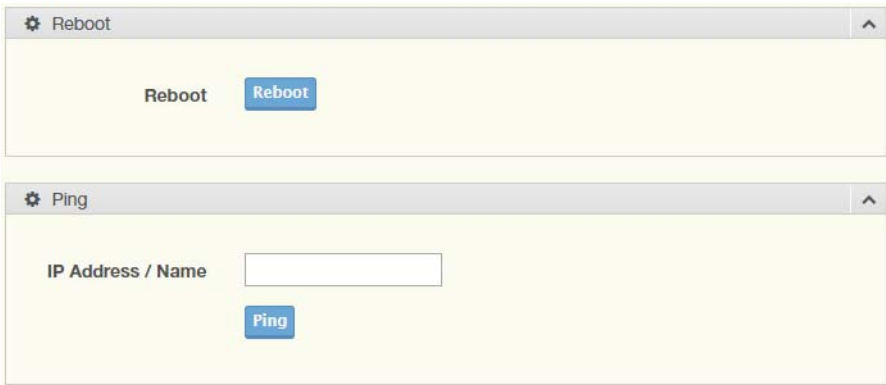 Reboot
Reboot Reboot
Ping
IP Address / Name
Ping